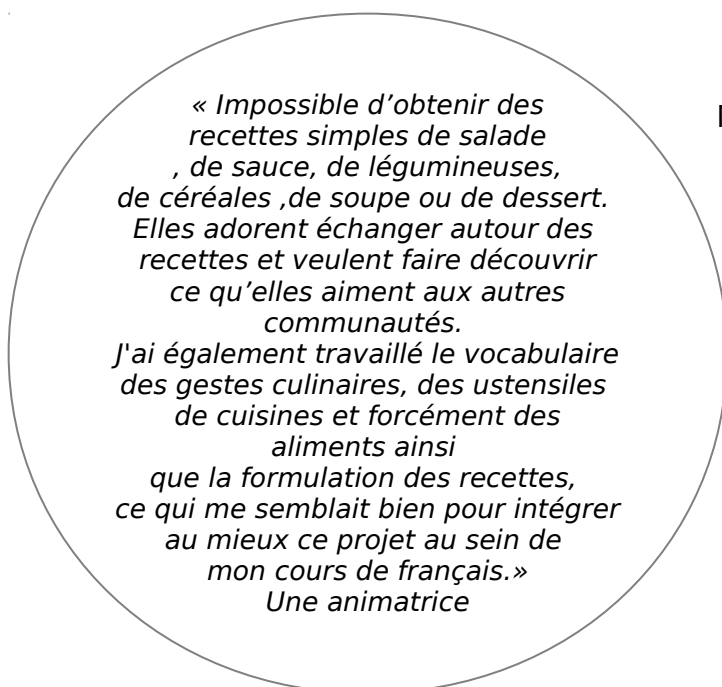 « Impossible d’obtenir des
recettes simples de salade
, de sauce, de légumineuses,
de céréales ,de soupe ou de dessert.
Elles adorent échanger autour des
recettes et veulent faire découvrir
ce qu’elles aiment aux autres
communautés.
J'ai également travaillé le vocabulaire
des gestes culinaires, des ustensiles
de cuisines et forcément des
aliments ainsi
que la formulation des recettes,
ce qui me semblait bien pour intégrer
au mieux ce projet au sein de
mon cours de français.»
Une animatrice